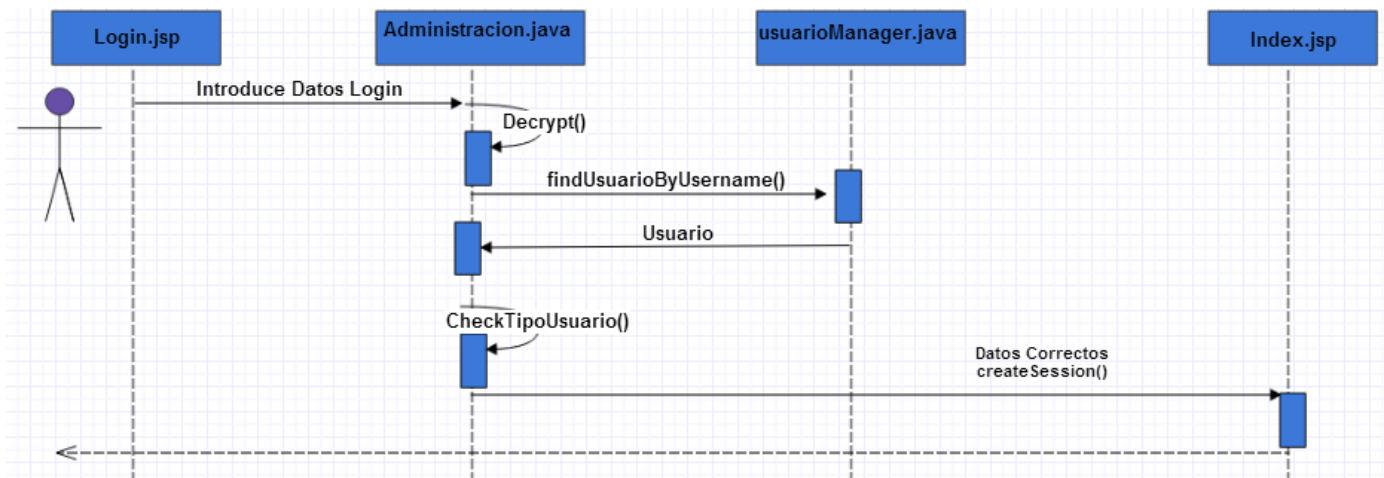 Login.jsp
Administracion.java
usuarioManager.java
Index.jsp
Introduce Datos Login
Decrypt()
findUsuarioByUsername()
Usuario
CheckTipoUsuario()
Datos Correctos
createSession()